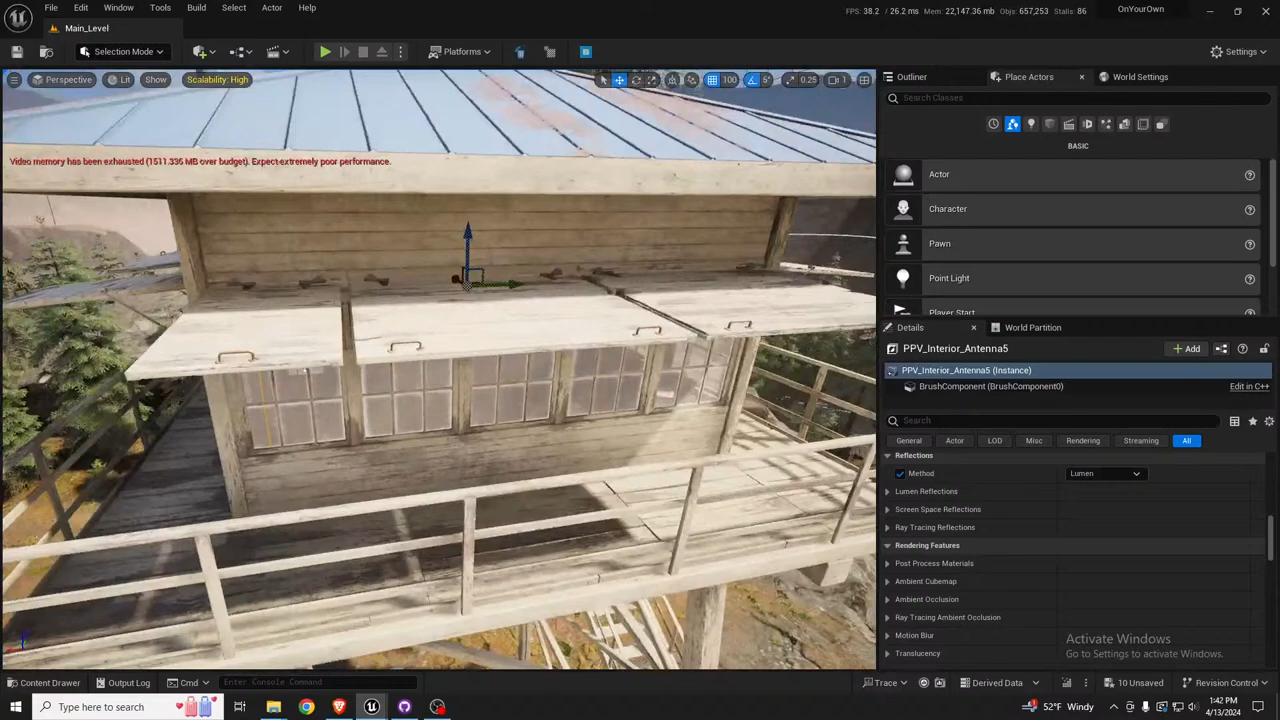 File Edit Window Tools Build Select Actor Help
FPS: 38.2 / 26.2 ms Mem: 22,147.36 mb Objs: 657,253 Stalls: 86
OnYourOwn
Main_Level
Selection Mode
Platforms
Settings
Perspective Lit Show Scalability: High
100 5° 0.25 1
Outliner Place Actors World Settings
Search Classes
BASIC
Video memory has been exhausted (1511.336 MB over budget). Expect extremely poor performance.
Actor
Character
Pawn
Point Light
Player Start
Details World Partition
PPV_Interior_Antenna5
Add
PPV_Interior_Antenna5 (Instance)
BrushComponent (BrushComponent0) Edit in C++
Search
General Actor LOD Misc Rendering Streaming All
Reflections
Method Lumen
Lumen Reflections
Screen Space Reflections
Ray Tracing Reflections
Rendering Features
Post Process Materials
Ambient Cubemap
Ambient Occlusion
Ray Tracing Ambient Occlusion
Motion Blur
Translucency
Activate Windows
Go to Settings to activate Windows.
Content Drawer Output Log Cmd Enter Console Command
Trace Derived Data 10 Unsaved Revision Control
Type here to search
52°F Windy
1:42 PM
4/13/2024